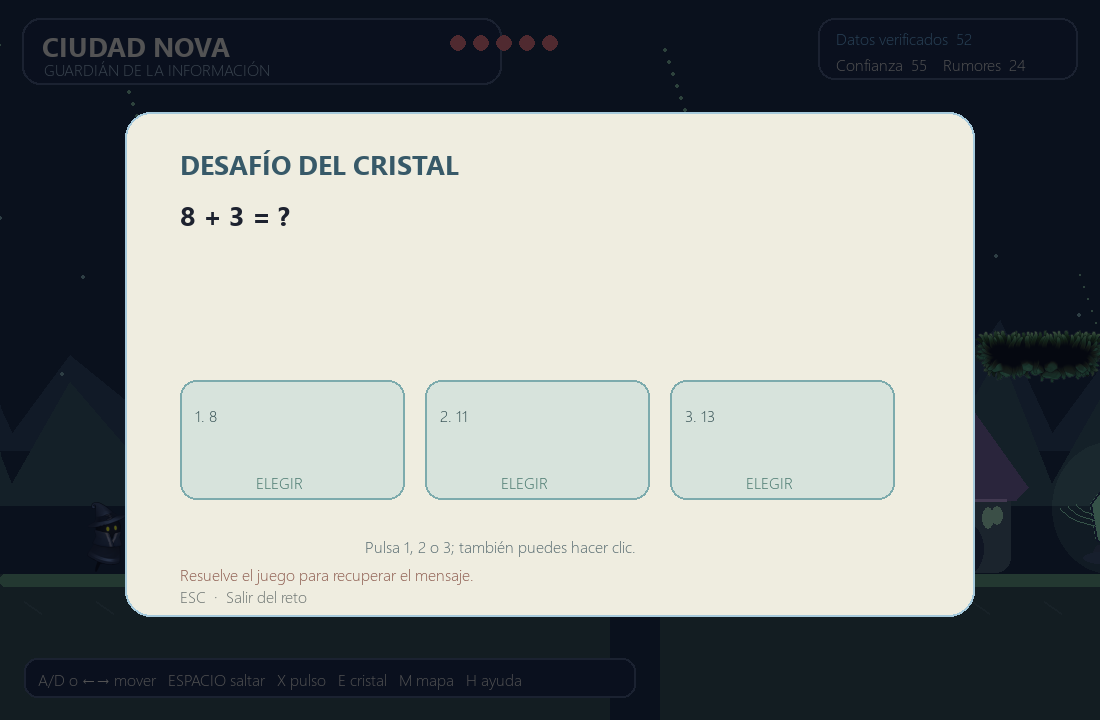 CIUDAD NOVA
GUARDIÁN DE LA INFORMACIÓN
Datos verificados 52
Confianza 55 Rumores 24
DESAFÍO DEL CRISTAL
8 + 3 = ?
1. 8
ELEGIR
2. 11
ELEGIR
3. 13
ELEGIR
Pulsa 1, 2 o 3; también puedes hacer clic.
Resuelve el juego para recuperar el mensaje.
ESC · Salir del reto
A/D o ←→ mover ESPACIO saltar X pulso E cristal M mapa H ayuda